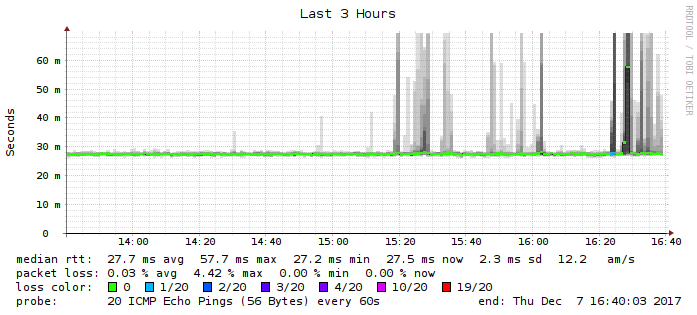 Last 3 Hours
RRDTOOL / TOBI OETIKER
Seconds
60 m
50 m
40 m
30 m
20 m
10 m
0
14:00 14:20 14:40 15:00 15:20 15:40 16:00 16:20 16:40
median rtt: 27.7 ms avg 57.7 ms max 27.2 ms min 27.5 ms now 2.3 ms sd 12.2 am/s
packet loss: 0.03 % avg 4.42 % max 0.00 % min 0.00 % now
loss color: 0 1/20 2/20 3/20 4/20 10/20 19/20
probe: 20 ICMP Echo Pings (56 Bytes) every 60s end: Thu Dec 7 16:40:03 2017